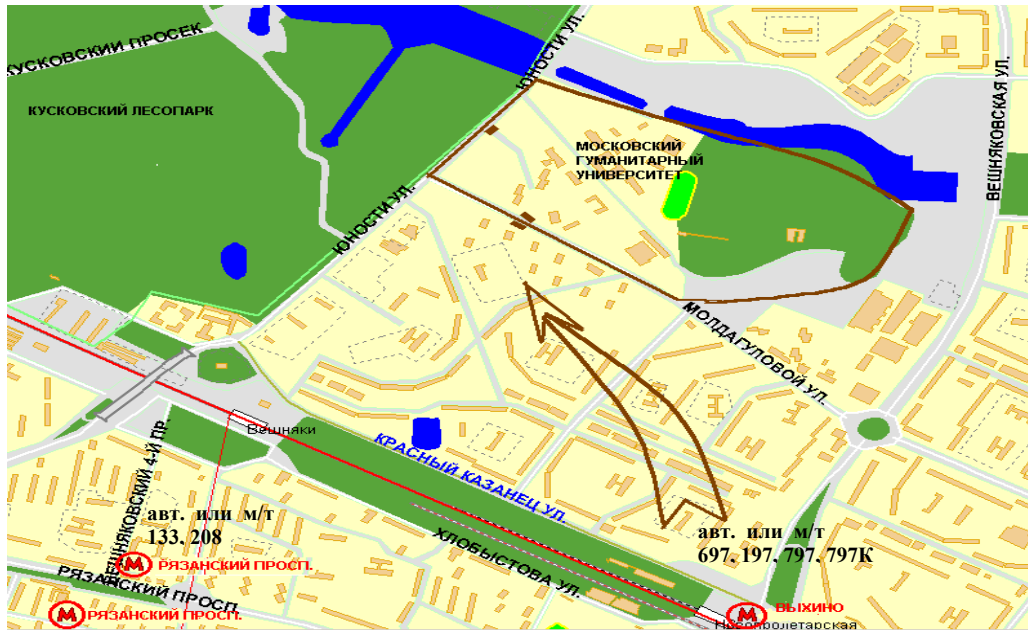 КУСКОВСКИЙ ПРОСЕК
ЮНОСТИ УЛ.
ВЕШНЯКОВСКАЯ УЛ.
КУСКОВСКИЙ ЛЕСОПАРК
МОСКОВСКИЙ
ГУМАНИТАРНЫЙ
УНИВЕРСИТЕТ
ЮНОСТИ УЛ.
МОЛДАГУЛОВОЙ УЛ.
Вешняки
КРАСНЫЙ КАЗАНЕЦ УЛ.
ВЕШНЯКОВСКИЙ 4-Й ПР.
авт. или м/т
133, 208
ХЛОБЫСТОВА УЛ.
авт. или м/т
697, 197, 797, 797К
М РЯЗАНСКИЙ ПРОСП.
РЯЗАНСКИЙ ПРОСП.
М РЯЗАНСКИЙ ПРОСП.
М ВЫХИНО
Новопролетарская